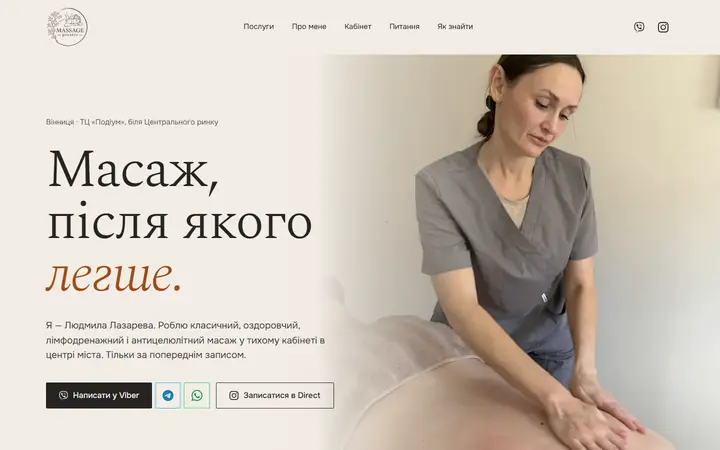 MASSAGE
Послуги
Про мене
Кабінет
Питання
Як знайти
Вінниця · ТЦ «Подіум», біля Центрального ринку
Масаж,
після якого
легше.
Я — Людмила Лазарева. Роблю класичний, оздоровчий,
лімфодренажний і антицелюлітний масаж у тихому кабінеті в
центрі міста. Тільки за попереднім записом.
Написати у Viber
Записатися в Direct